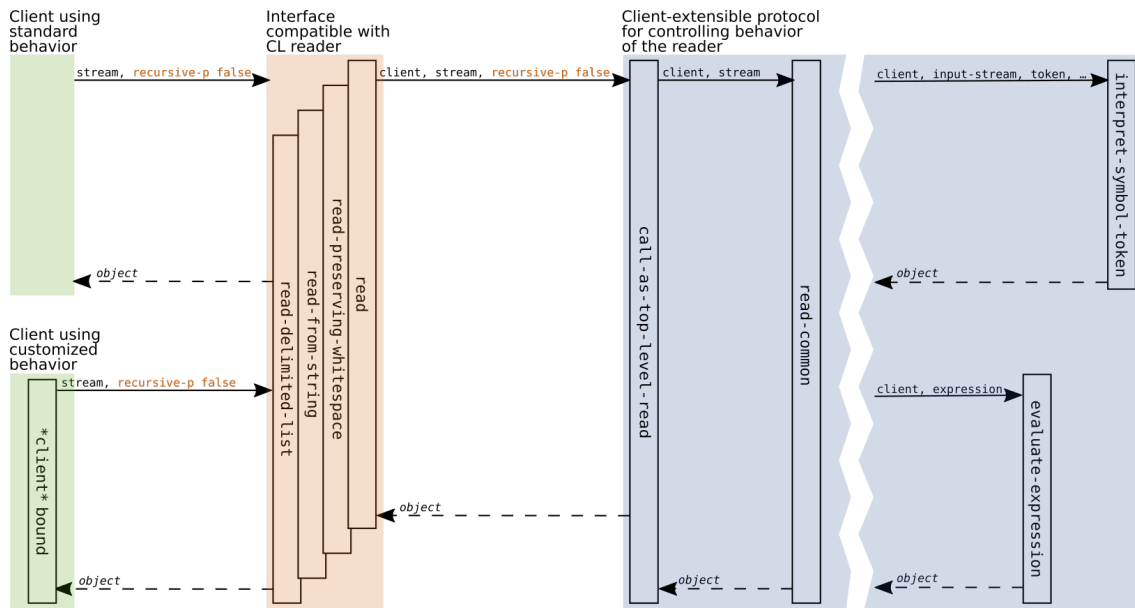 Client using
standard
behavior
Interface
compatible with
CL reader
Client-extensible protocol
for controlling behavior
of the reader
stream, recursive-p false
client, stream, recursive-p false
client, stream
client, input-stream, token, …
interpret-symbol-token
read-delimited-list
read-from-string
read-preserving-whitespace
read
call-as-top-level-read
read-common
object
object
Client using
customized
behavior
stream, recursive-p false
client, expression
*client* bound
evaluate-expression
object
object
object
object